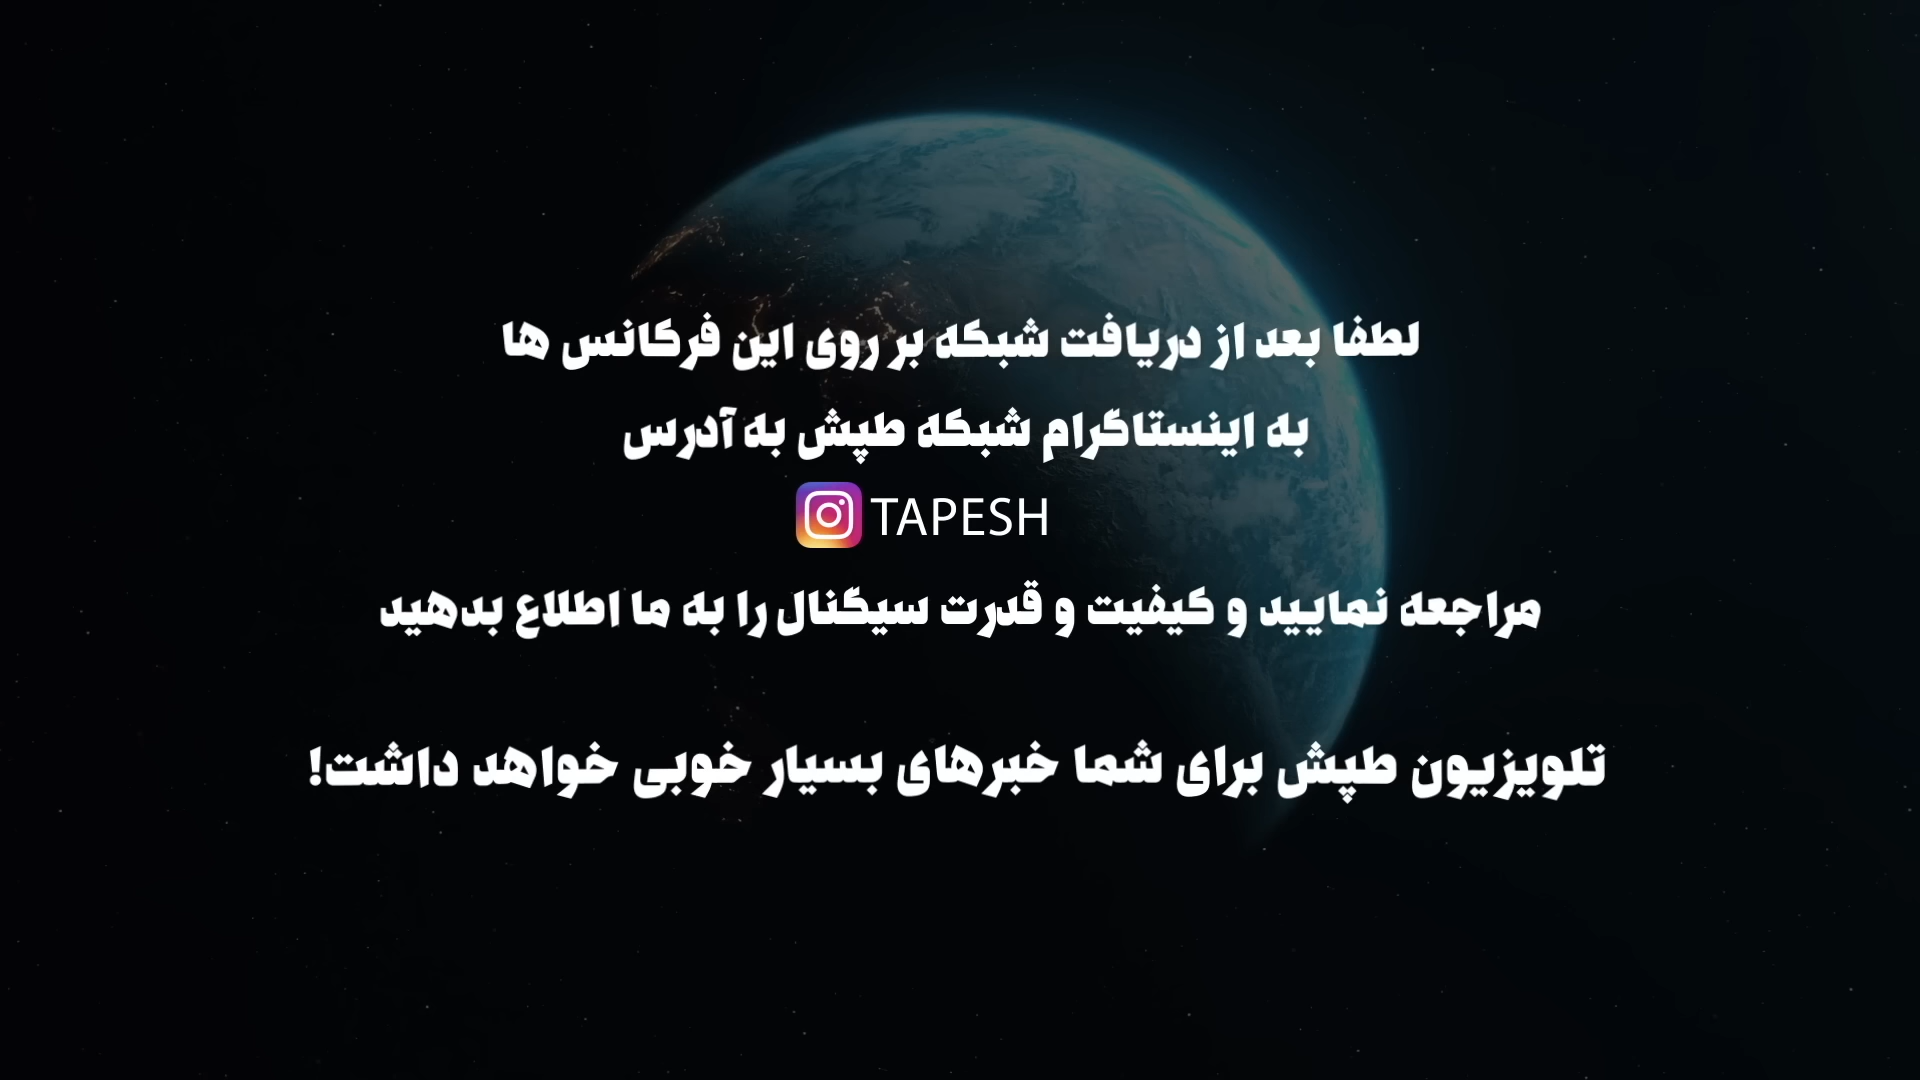 لطفا بعد از دریافت شبکه بر روی این فرکانس ها
به اینستاگرام شبکه طپش به آدرس
TAPESH
مراجعه نمایید و کیفیت و قدرت سیگنال را به ما اطلاع بدهید
تلویزیون طپش برای شما خبرهای بسیار خوبی خواهد داشت!